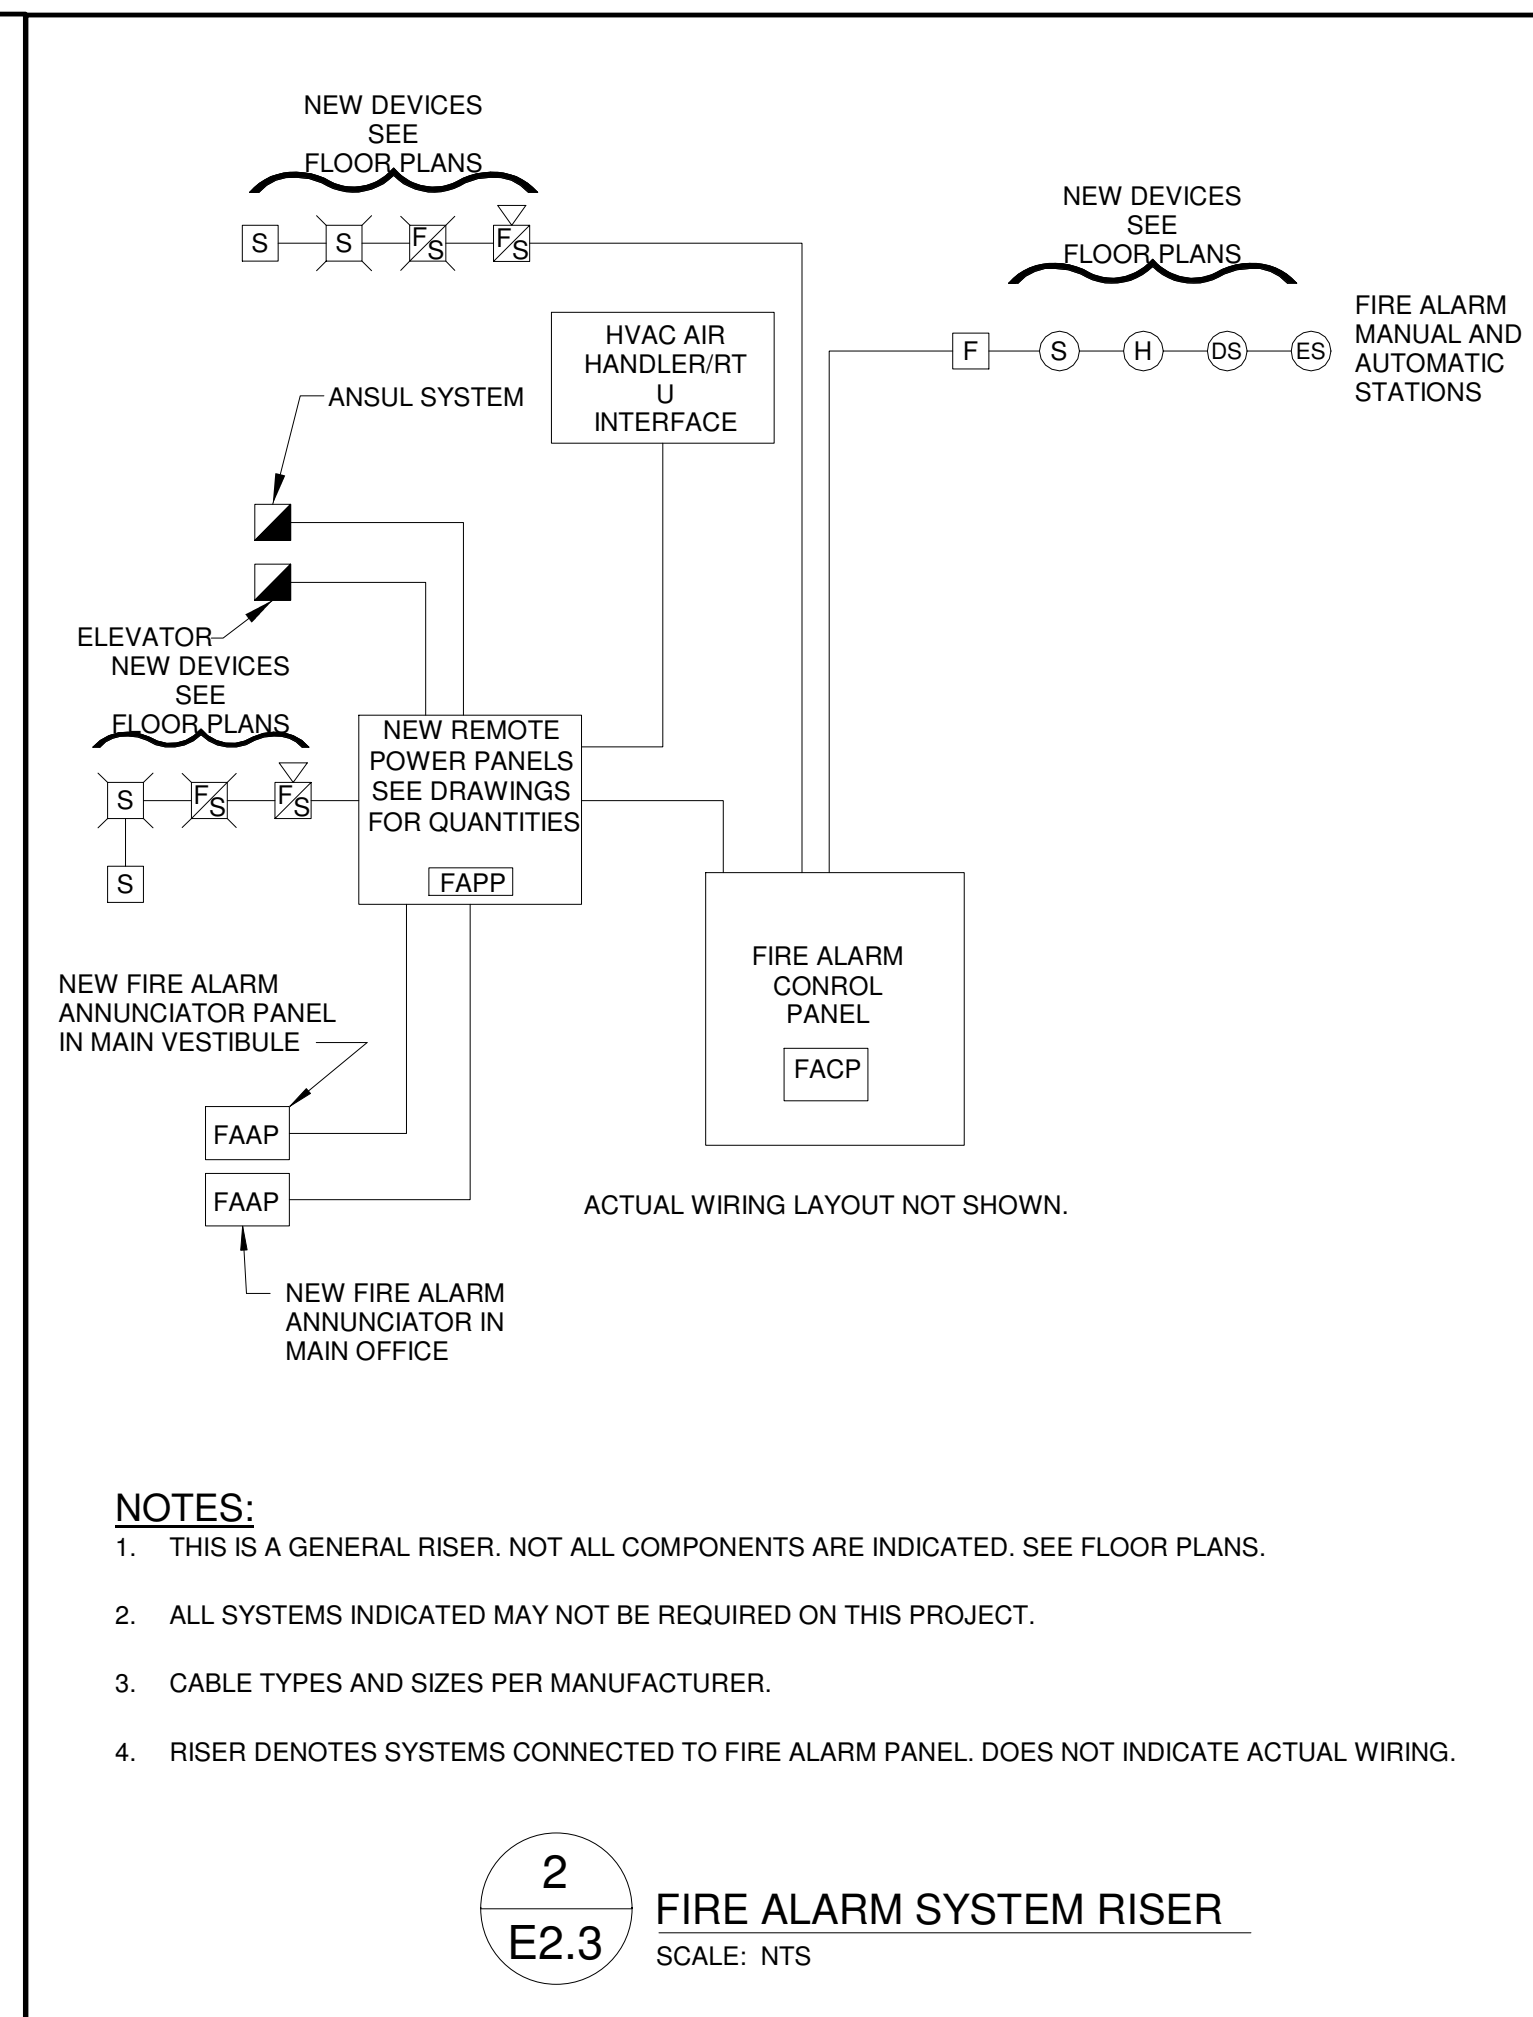 NEW DEVICES
SEE
FLOOR PLANS
S
S
F/S
F/S
NEW DEVICES
SEE
FLOOR PLANS
F
S
H
DS
ES
FIRE ALARM
MANUAL AND
AUTOMATIC
STATIONS
HVAC AIR
HANDLER/RT
U
INTERFACE
ANSUL SYSTEM
ELEVATOR
NEW DEVICES
SEE
FLOOR PLANS
S
F/S
F/S
S
NEW REMOTE
POWER PANELS
SEE DRAWINGS
FOR QUANTITIES
FAPP
FIRE ALARM
CONROL
PANEL
FACP
NEW FIRE ALARM
ANNUNCIATOR PANEL
IN MAIN VESTIBULE
FAAP
FAAP
ACTUAL WIRING LAYOUT NOT SHOWN.
NEW FIRE ALARM
ANNUNCIATOR IN
MAIN OFFICE
NOTES:
1. THIS IS A GENERAL RISER. NOT ALL COMPONENTS ARE INDICATED. SEE FLOOR PLANS.
2. ALL SYSTEMS INDICATED MAY NOT BE REQUIRED ON THIS PROJECT.
3. CABLE TYPES AND SIZES PER MANUFACTURER.
4. RISER DENOTES SYSTEMS CONNECTED TO FIRE ALARM PANEL. DOES NOT INDICATE ACTUAL WIRING.
2
E2.3
FIRE ALARM SYSTEM RISER
SCALE: NTS